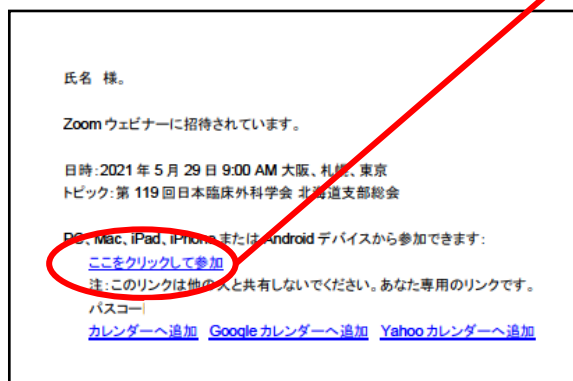 氏名 様。
Zoom ウェビナーに招待されています。
日時:2021 年 5 月 29 日 9:00 AM 大阪、札幌、東京
トピック:第 119 回日本臨床外科学会 北海道支部総会
PC、Mac、iPad、iPhone または Android デバイスから参加できます:
ここをクリックして参加
注:このリンクは他の人と共有しないでください。あなた専用のリンクです。
パスコー
カレンダーへ追加 Google カレンダーへ追加 Yahoo カレンダーへ追加